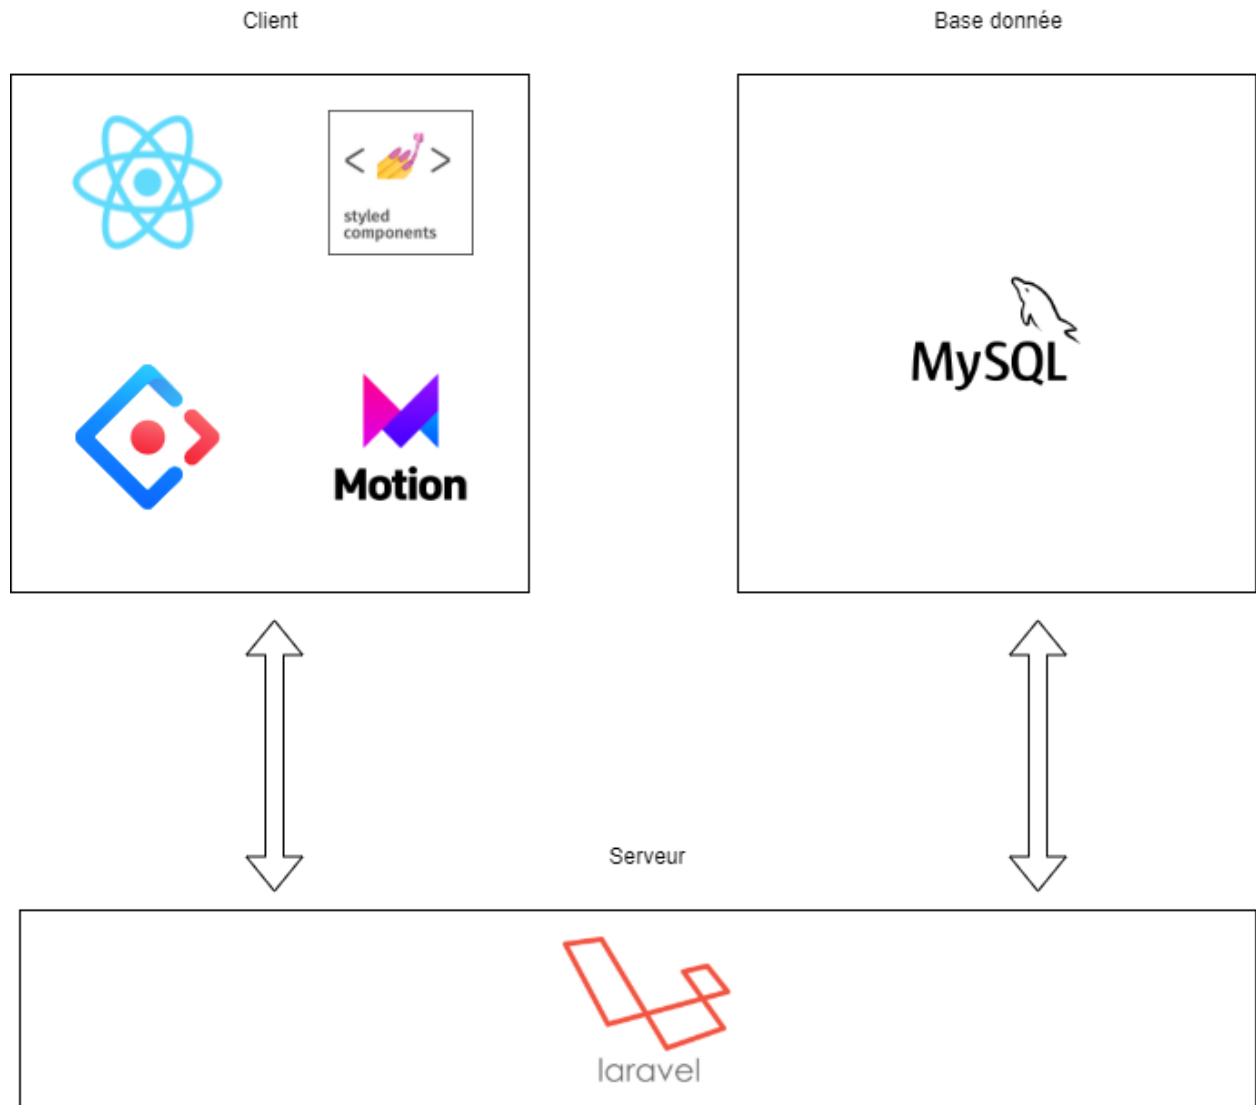 Client
Base donnée
< >
styled
components
MySQL
Motion
Serveur
laravel